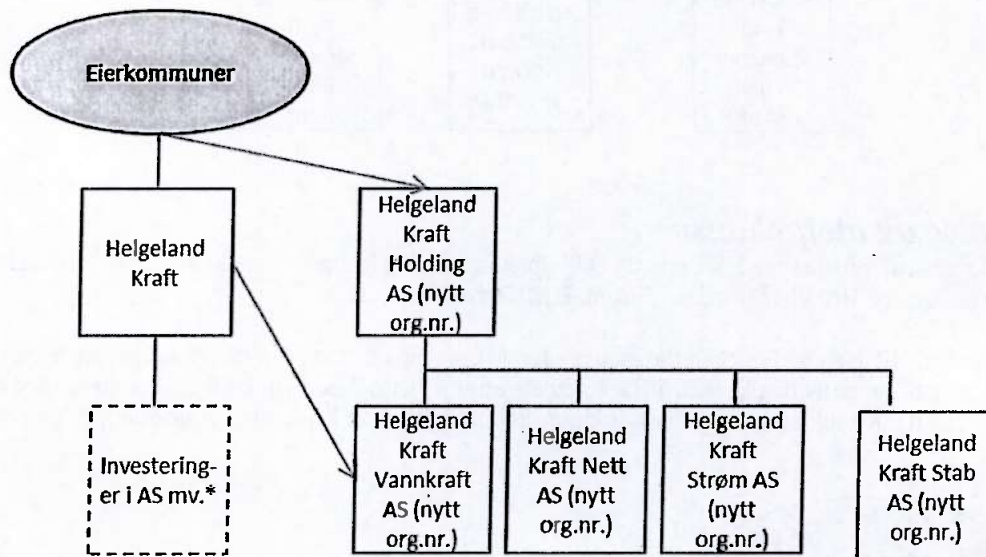 Eierkommuner
Helgeland
Kraft
Helgeland
Kraft
Holding
AS (nytt
org.nr.)
Investering-
er i AS mv.*
Helgeland
Kraft
Vannkraft
AS (nytt
org.nr.)
Helgeland
Kraft Nett
AS (nytt
org.nr.)
Helgeland
Kraft
Strøm AS
(nytt
org.nr.)
Helgeland
Kraft Stab
AS (nytt
org.nr.)